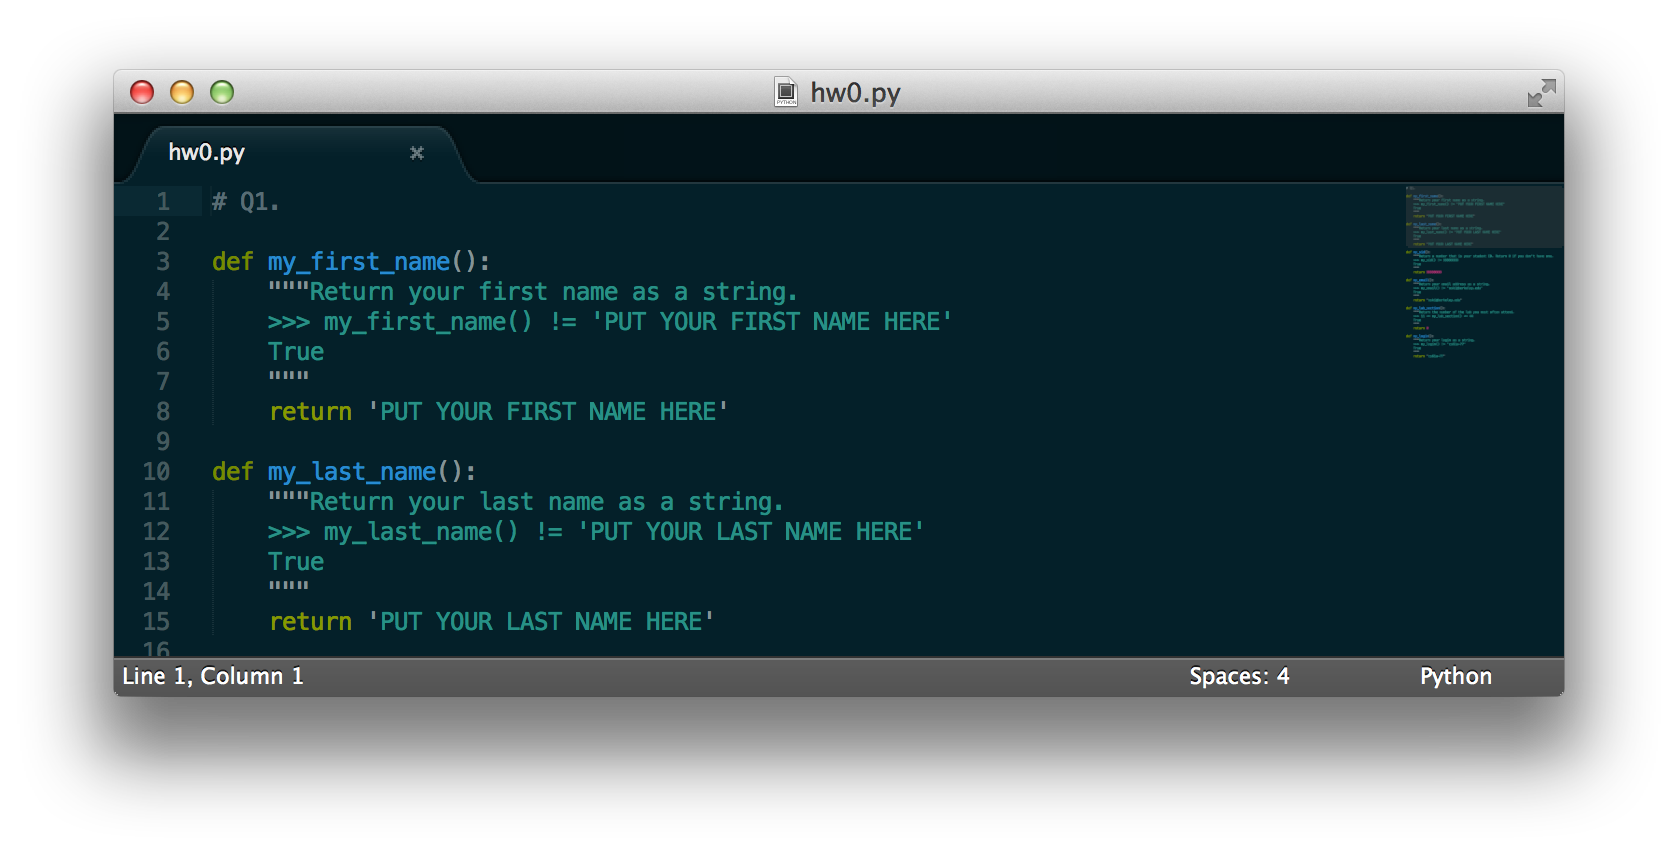 hw0.py
hw0.py
1 # Q1.
2
3 def my_first_name():
4     """Return your first name as a string.
5     >>> my_first_name() != 'PUT YOUR FIRST NAME HERE'
6     True
7     """
8     return 'PUT YOUR FIRST NAME HERE'
9
10 def my_last_name():
11     """Return your last name as a string.
12     >>> my_last_name() != 'PUT YOUR LAST NAME HERE'
13     True
14     """
15     return 'PUT YOUR LAST NAME HERE'
16
Line 1, Column 1 Spaces: 4 Python